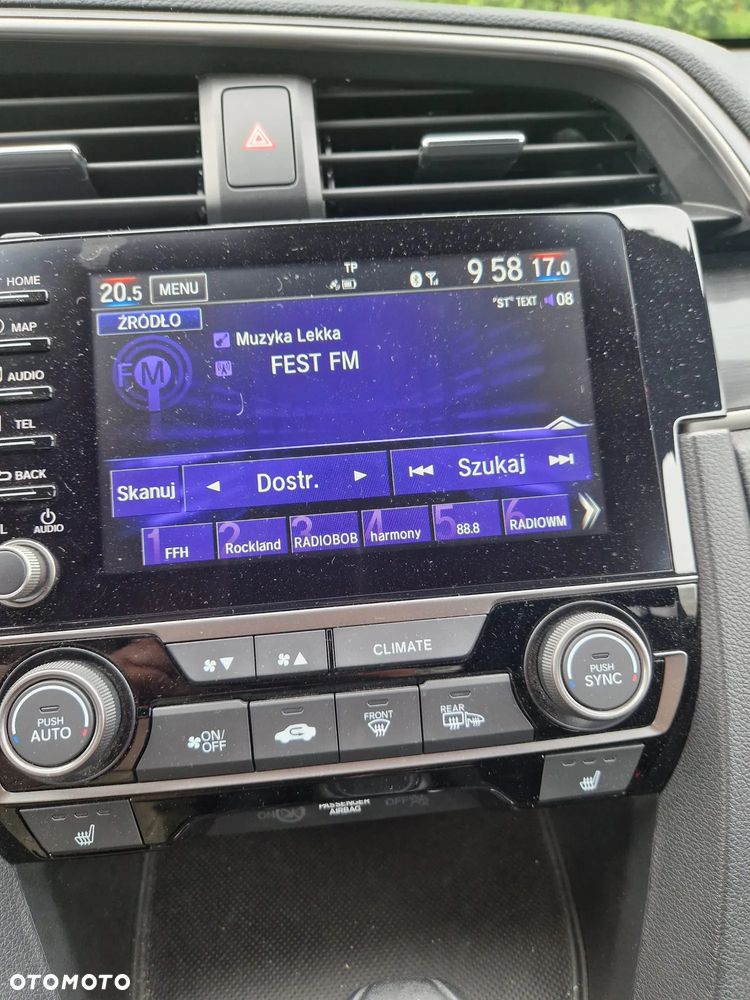 HOME
20.5 MENU TP 9 58 17.0
MAP
ŹRÓDŁO "ST" TEXT 08
Muzyka Lekka
AUDIO
FM FEST FM
TEL
Skanuj ◄ Dostr. ► Szukaj
BACK
1 FFH 2 Rockland 3 RADIOBOB 4 harmony 5 88.8 6 RADIOWM
AUDIO
CLIMATE
PUSH AUTO
PUSH SYNC
ON/OFF
FRONT
REAR
ON PASSENGER AIRBAG OFF
OTOMOTO